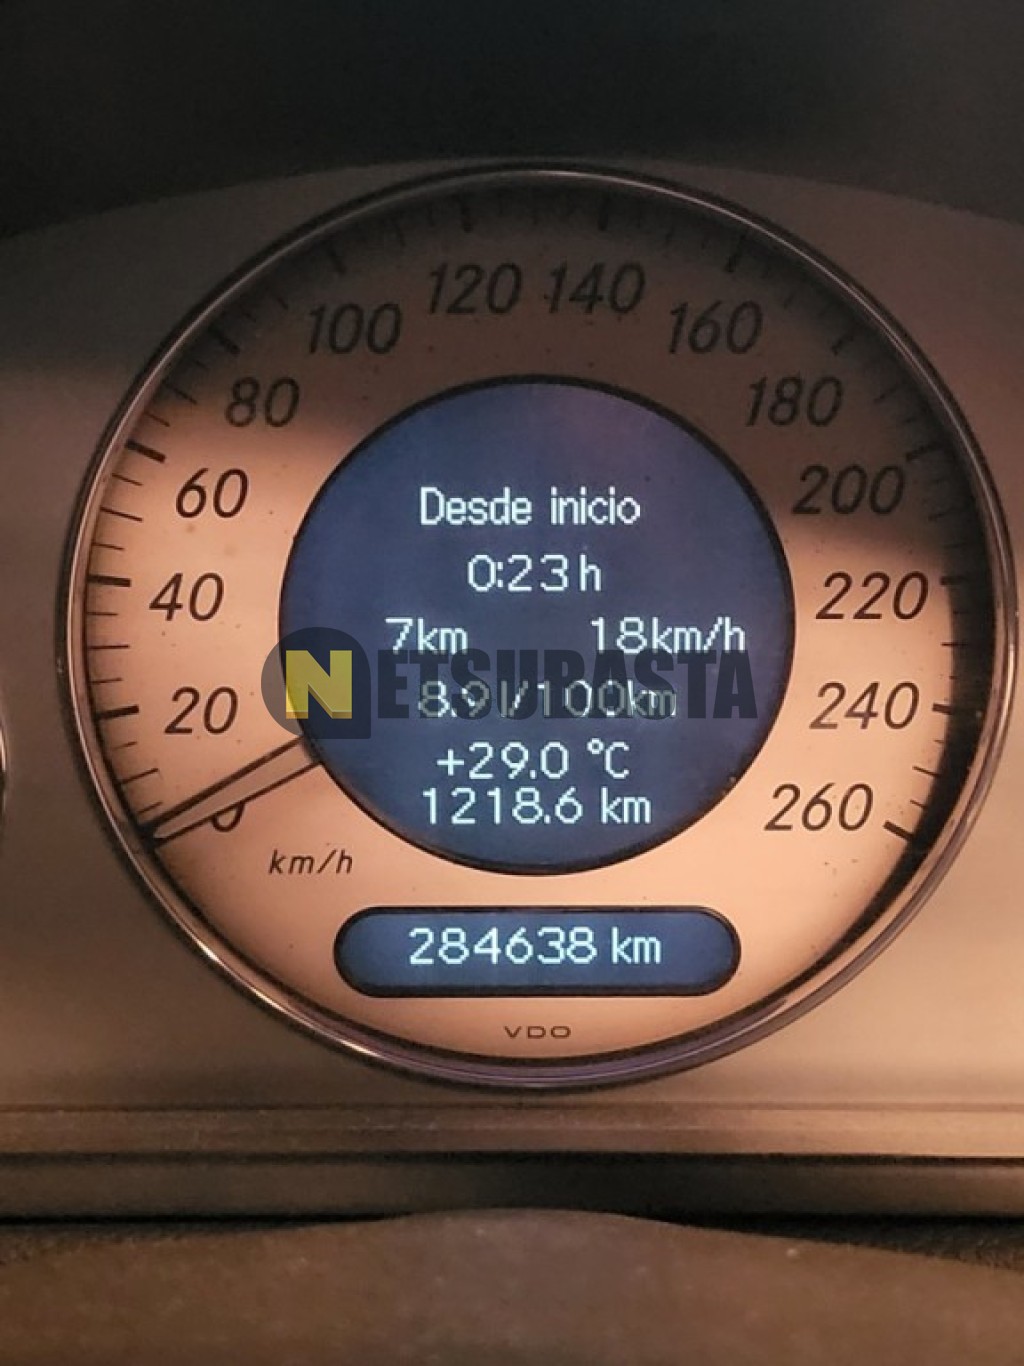 120 140
100 160
80 180
60 200
40 220
20 240
0 260
km/h
Desde inicio
0:23 h
7km 18km/h
NETSUBASTA
8.9 l/100km
+29.0 °C
1218.6 km
284638 km
VDO